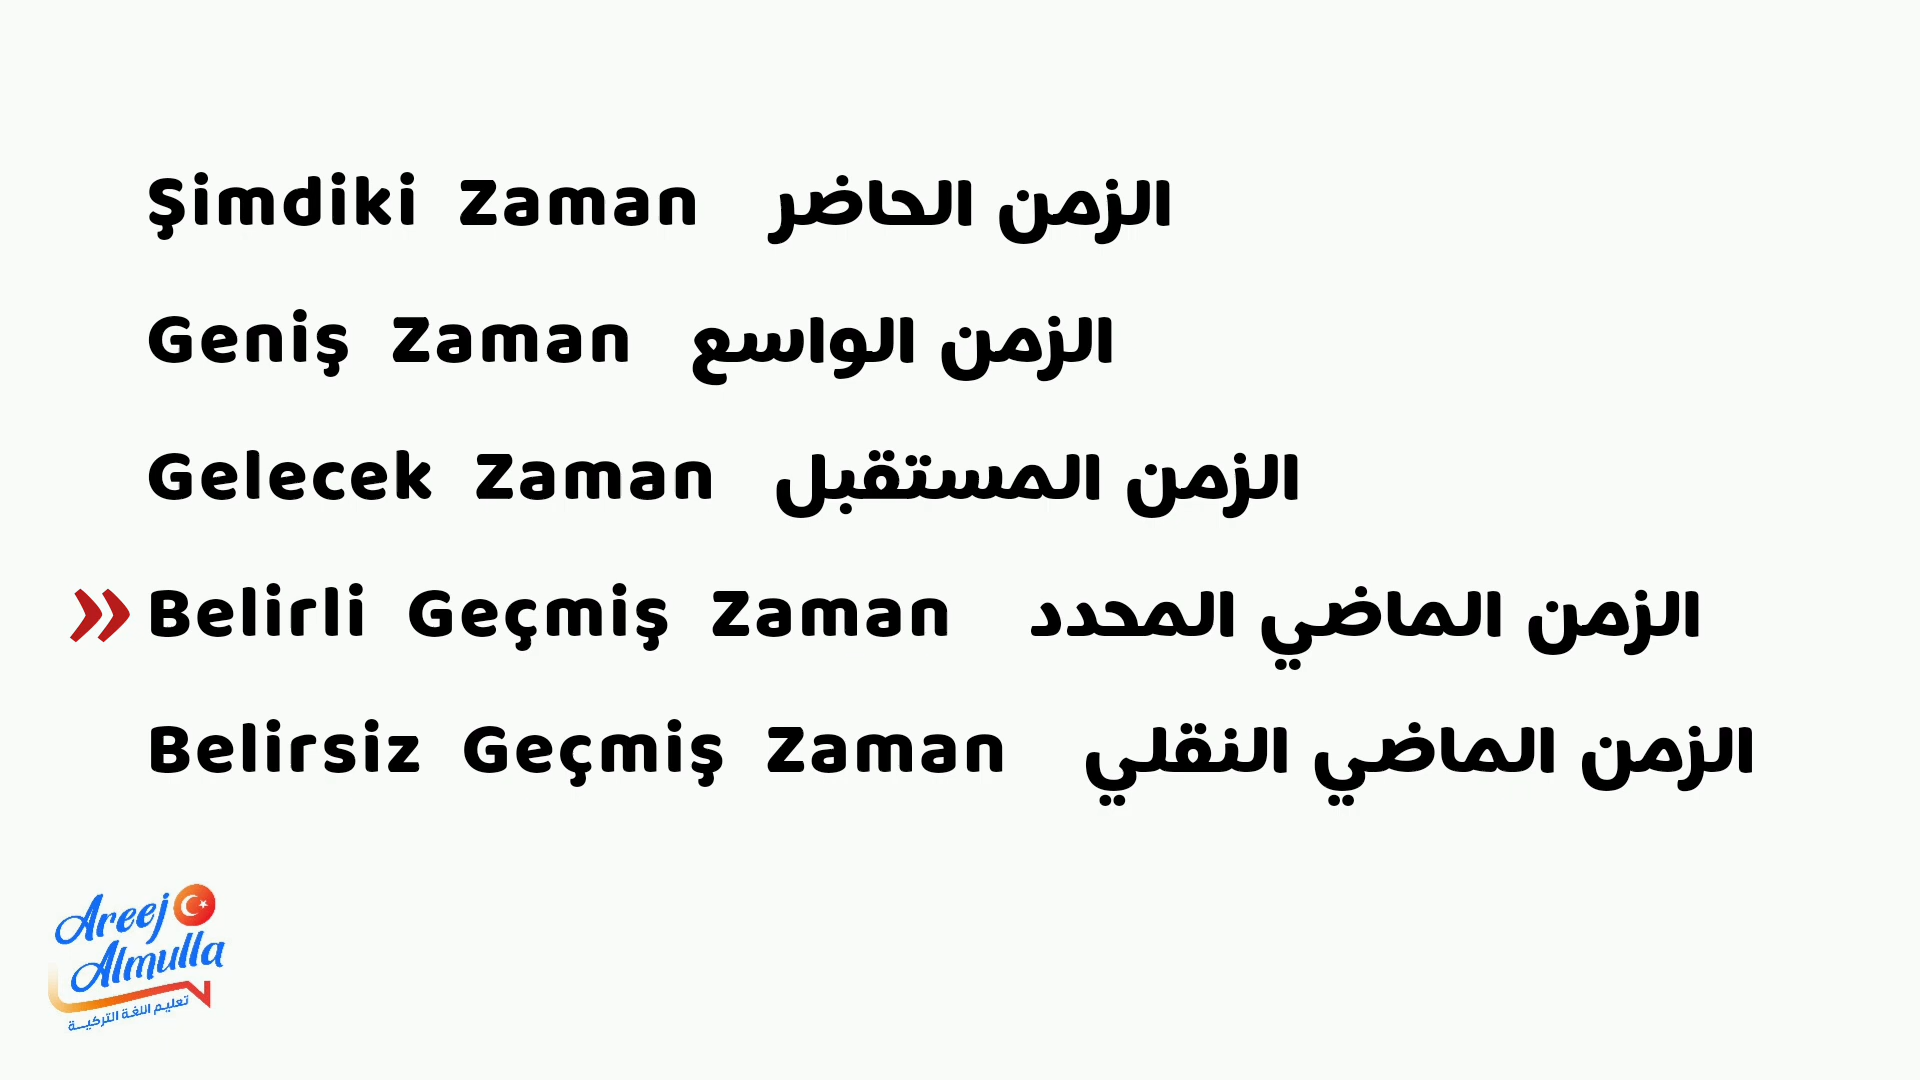 Şimdiki Zaman الزمن الحاضر
Geniş Zaman الزمن الواسع
Gelecek Zaman الزمن المستقبل
» Belirli Geçmiş Zaman الزمن الماضي المحدد
Belirsiz Geçmiş Zaman الزمن الماضي النقلي
Areej
Almulla
تعليم اللغة التركيـة